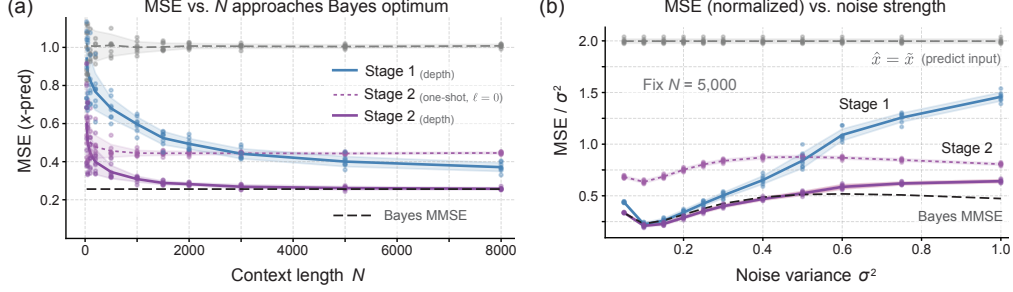 (a) MSE vs. N approaches Bayes optimum
MSE (x-pred)
1.0
0.8
0.6
0.4
0.2
Stage 1 (depth)
Stage 2 (one-shot, ℓ = 0)
Stage 2 (depth)
Bayes MMSE
0 2000 4000 6000 8000
Context length N
(b) MSE (normalized) vs. noise strength
MSE / σ²
2.0
1.5
1.0
0.5
x̂ = x̃ (predict input)
Fix N = 5,000
Stage 1
Stage 2
Bayes MMSE
0.2 0.4 0.6 0.8 1.0
Noise variance σ²